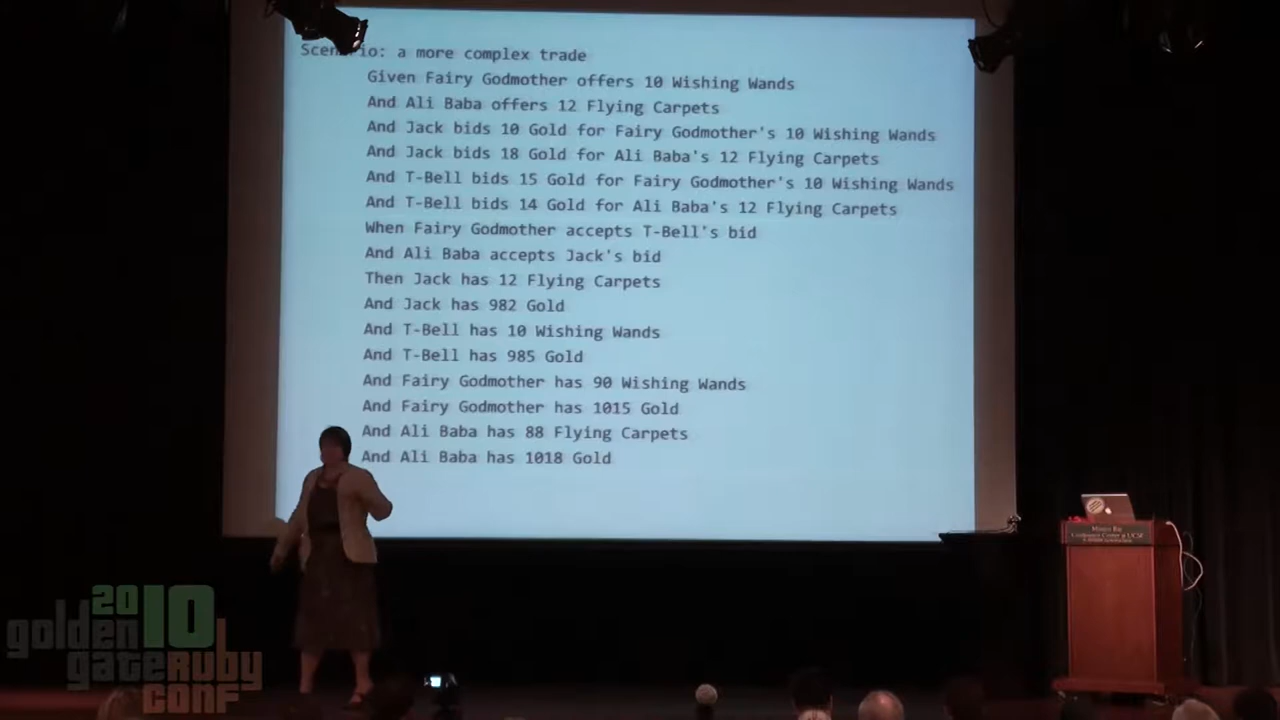 Scenario: a more complex trade
Given Fairy Godmother offers 10 Wishing Wands
And Ali Baba offers 12 Flying Carpets
And Jack bids 10 Gold for Fairy Godmother's 10 Wishing Wands
And Jack bids 18 Gold for Ali Baba's 12 Flying Carpets
And T-Bell bids 15 Gold for Fairy Godmother's 10 Wishing Wands
And T-Bell bids 14 Gold for Ali Baba's 12 Flying Carpets
When Fairy Godmother accepts T-Bell's bid
And Ali Baba accepts Jack's bid
Then Jack has 12 Flying Carpets
And Jack has 982 Gold
And T-Bell has 10 Wishing Wands
And T-Bell has 985 Gold
And Fairy Godmother has 90 Wishing Wands
And Fairy Godmother has 1015 Gold
And Ali Baba has 88 Flying Carpets
And Ali Baba has 1018 Gold
Conference Center at UCSF
2010
golden
gateRuby
CONF